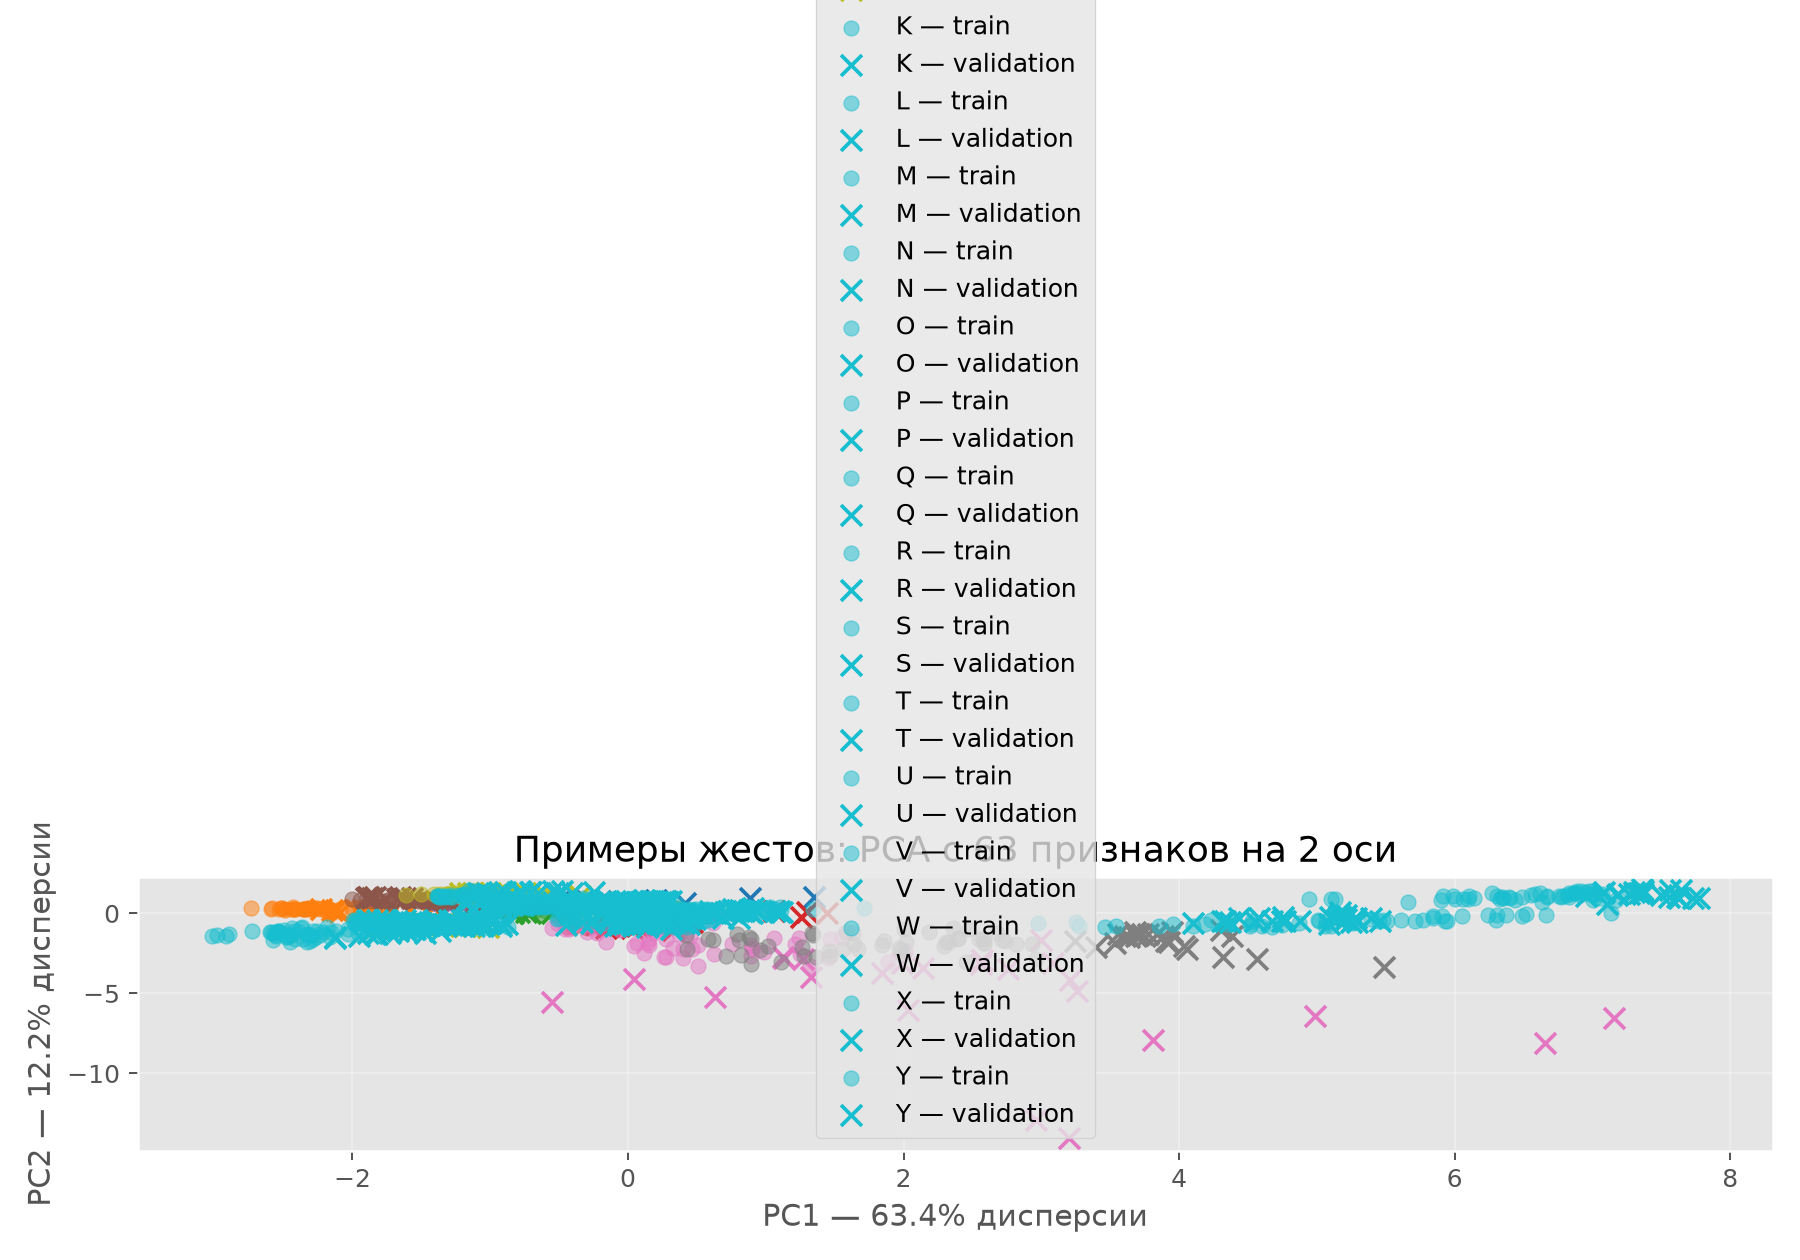 K — train
K — validation
L — train
L — validation
M — train
M — validation
N — train
N — validation
O — train
O — validation
P — train
P — validation
Q — train
Q — validation
R — train
R — validation
S — train
S — validation
T — train
T — validation
U — train
U — validation
Примеры жестов: PCA с 63 признаков на 2 оси
V — train
V — validation
W — train
W — validation
X — train
X — validation
Y — train
Y — validation
0
−5
−10
PC2 — 12.2% дисперсии
−2
0
2
4
6
8
PC1 — 63.4% дисперсии